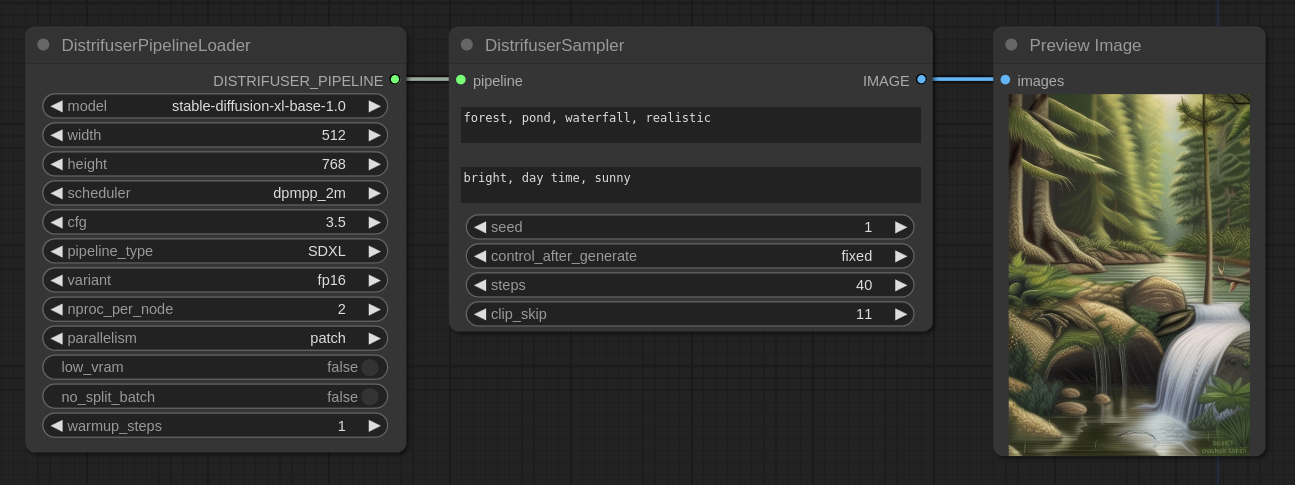 DistrifuserPipelineLoader
DISTRIFUSER_PIPELINE
model stable-diffusion-xl-base-1.0
width 512
height 768
scheduler dpmpp_2m
cfg 3.5
pipeline_type SDXL
variant fp16
nproc_per_node 2
parallelism patch
low_vram false
no_split_batch false
warmup_steps 1
DistrifuserSampler
pipeline IMAGE
forest, pond, waterfall, realistic
bright, day time, sunny
seed 1
control_after_generate fixed
steps 40
clip_skip 11
Preview Image
images